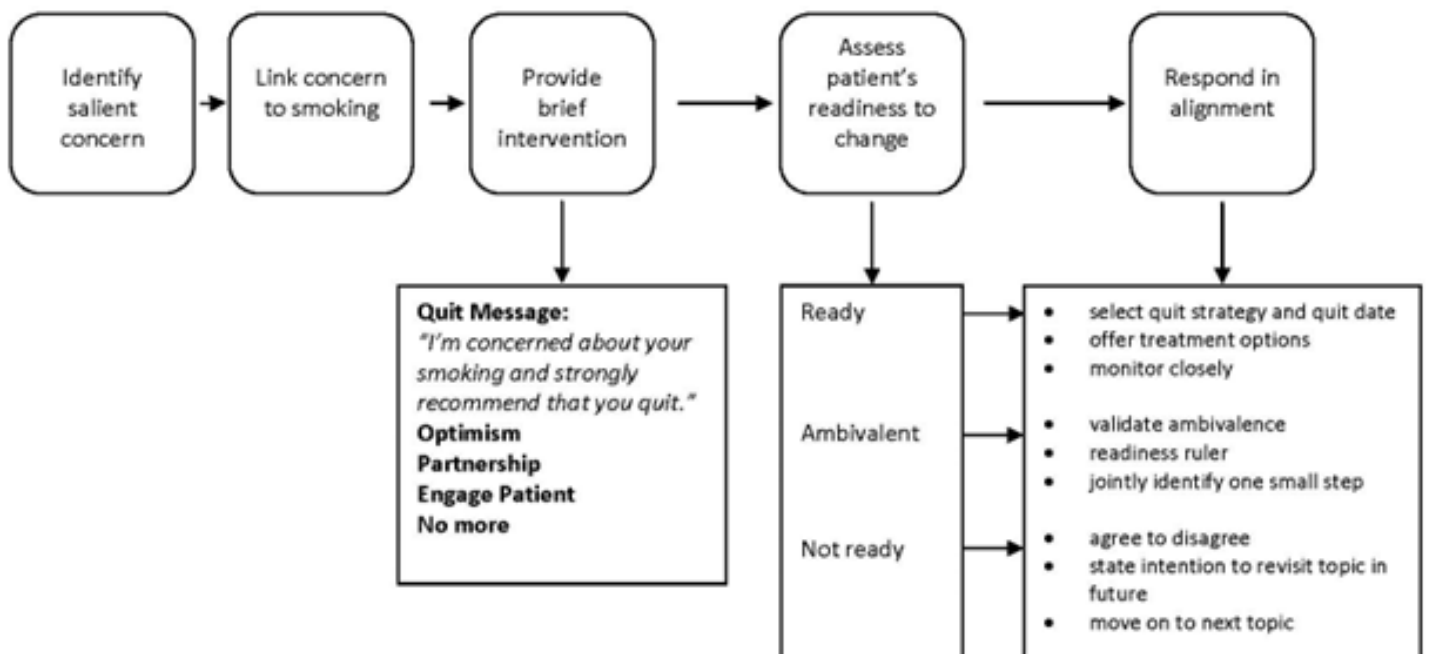 Identify
salient
concern
Link concern
to smoking
Provide
brief
intervention
Assess
patient's
readiness to
change
Respond in
alignment
Quit Message:
"I'm concerned about your
smoking and strongly
recommend that you quit."
Optimism
Partnership
Engage Patient
No more
Ready
Ambivalent
Not ready
• select quit strategy and quit date
• offer treatment options
• monitor closely
• validate ambivalence
• readiness ruler
• jointly identify one small step
• agree to disagree
• state intention to revisit topic in
future
• move on to next topic